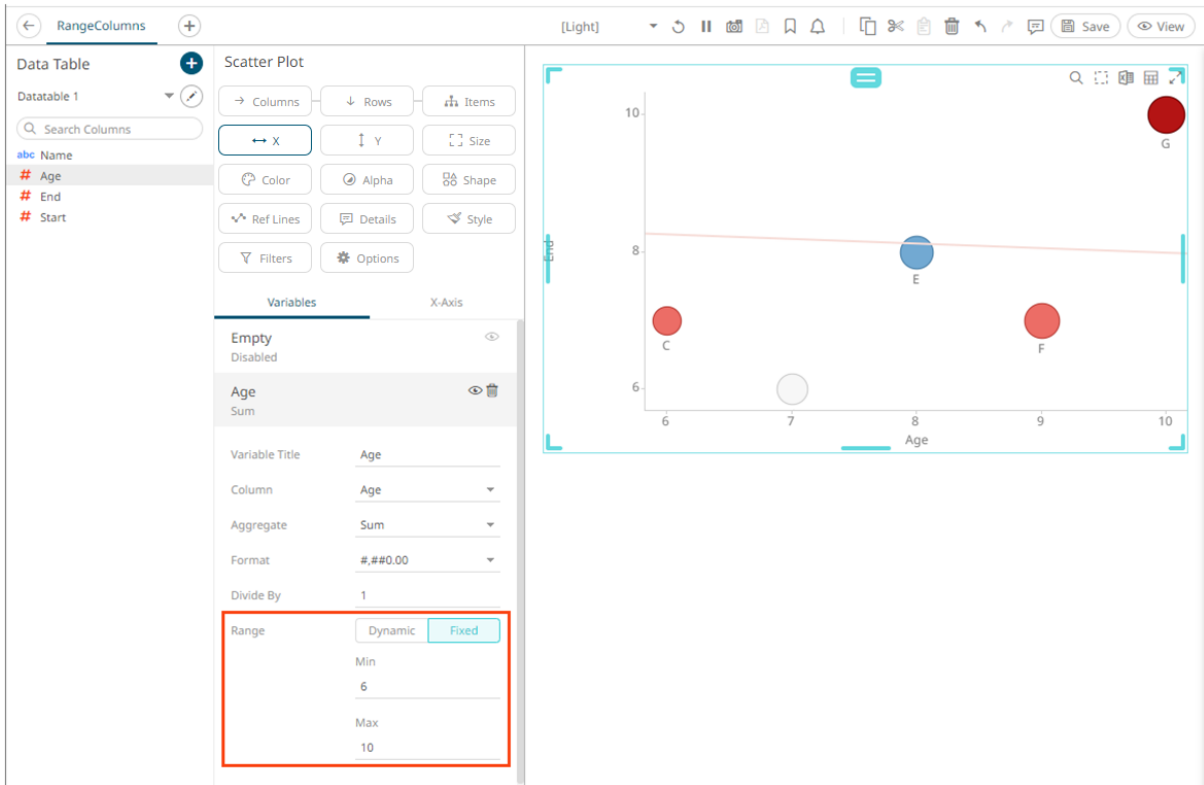 RangeColumns
[Light]
Save
View
Data Table
Datatable 1
Search Columns
abc Name
# Age
# End
# Start
Scatter Plot
Columns
Rows
Items
X
Y
Size
Color
Alpha
Shape
Ref Lines
Details
Style
Filters
Options
Variables
X-Axis
Empty
Disabled
Age
Sum
Variable Title
Age
Column
Age
Aggregate
Sum
Format
#,##0.00
Divide By
1
Range
Dynamic
Fixed
Min
6
Max
10
10
8
6
End
G
E
C
F
6
7
8
9
10
Age